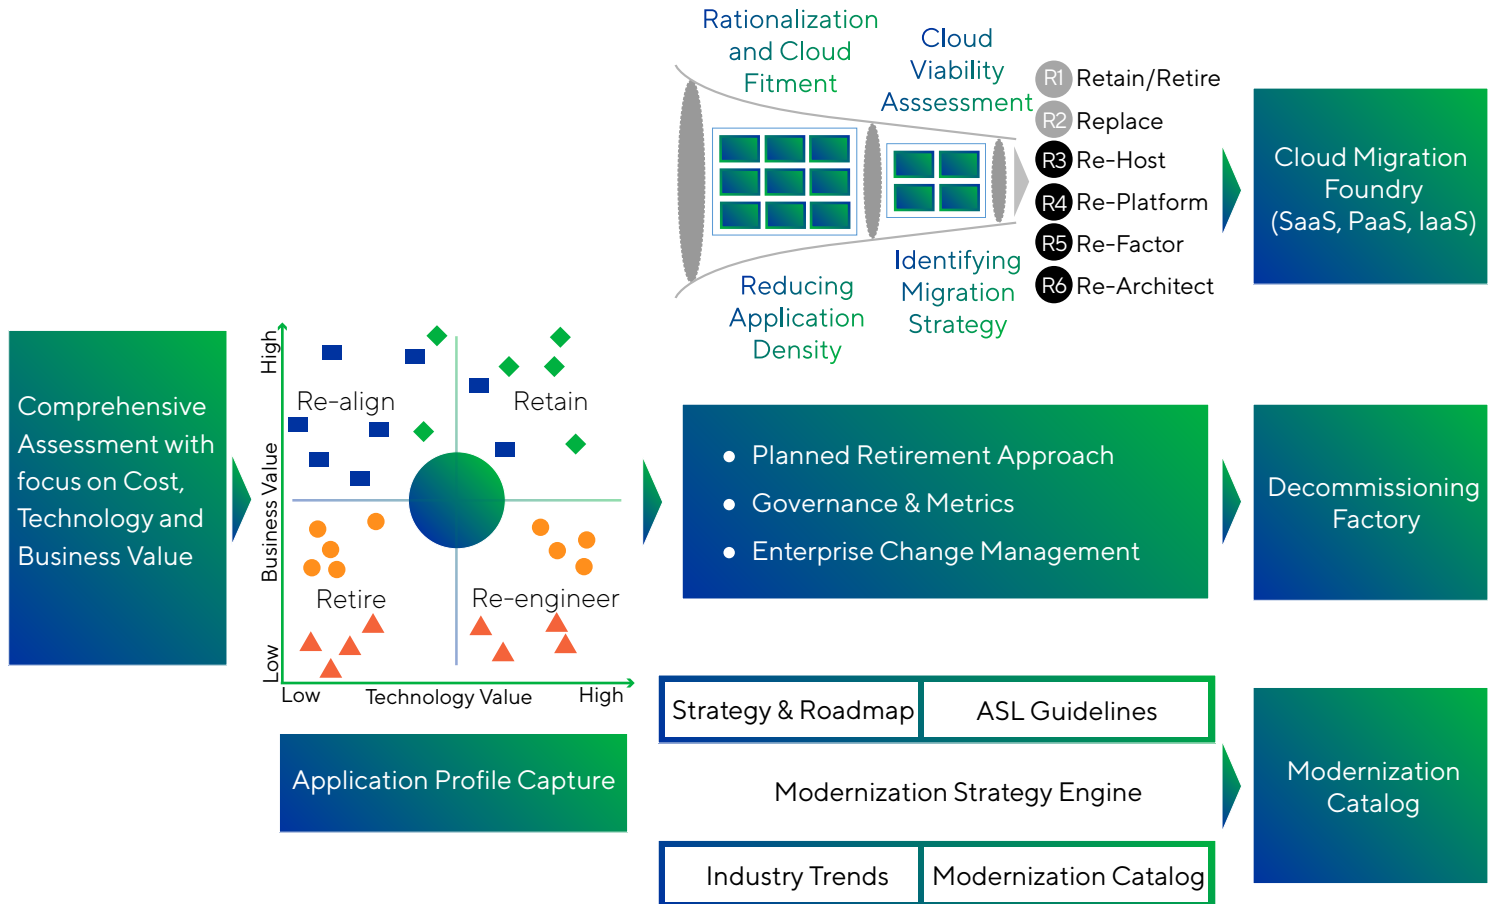 Rationalization
and Cloud
Fitment
Cloud
Viability
Asssessment
Reducing
Application
Density
Identifying
Migration
Strategy
R1 Retain/Retire
R2 Replace
R3 Re-Host
R4 Re-Platform
R5 Re-Factor
R6 Re-Architect
Cloud Migration
Foundry
(SaaS, PaaS, IaaS)
Comprehensive
Assessment with
focus on Cost,
Technology and
Business Value
High
Business Value
Low
Re-align
Retain
Retire
Re-engineer
Low
Technology Value
High
Application Profile Capture
● Planned Retirement Approach
● Governance & Metrics
● Enterprise Change Management
Decommissioning
Factory
Strategy & Roadmap
ASL Guidelines
Modernization Strategy Engine
Industry Trends
Modernization Catalog
Modernization
Catalog